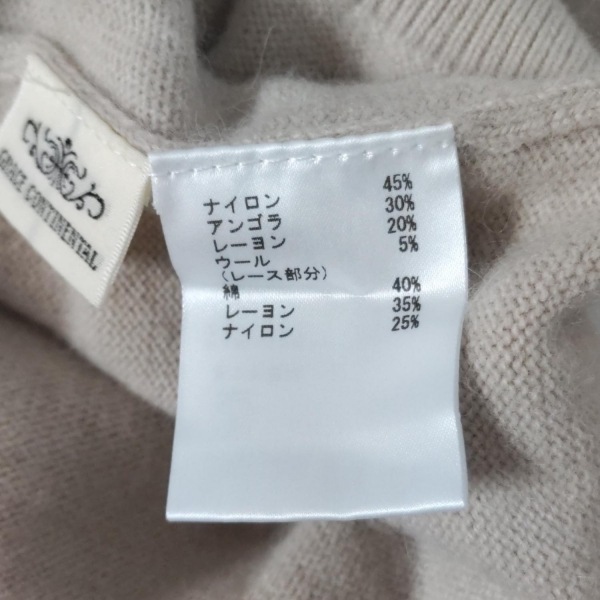 GRACE CONTINENTAL
ナイロン 45%
アンゴラ 30%
レーヨン 20%
ウール 5%
(レース部分)
綿 40%
レーヨン 35%
ナイロン 25%